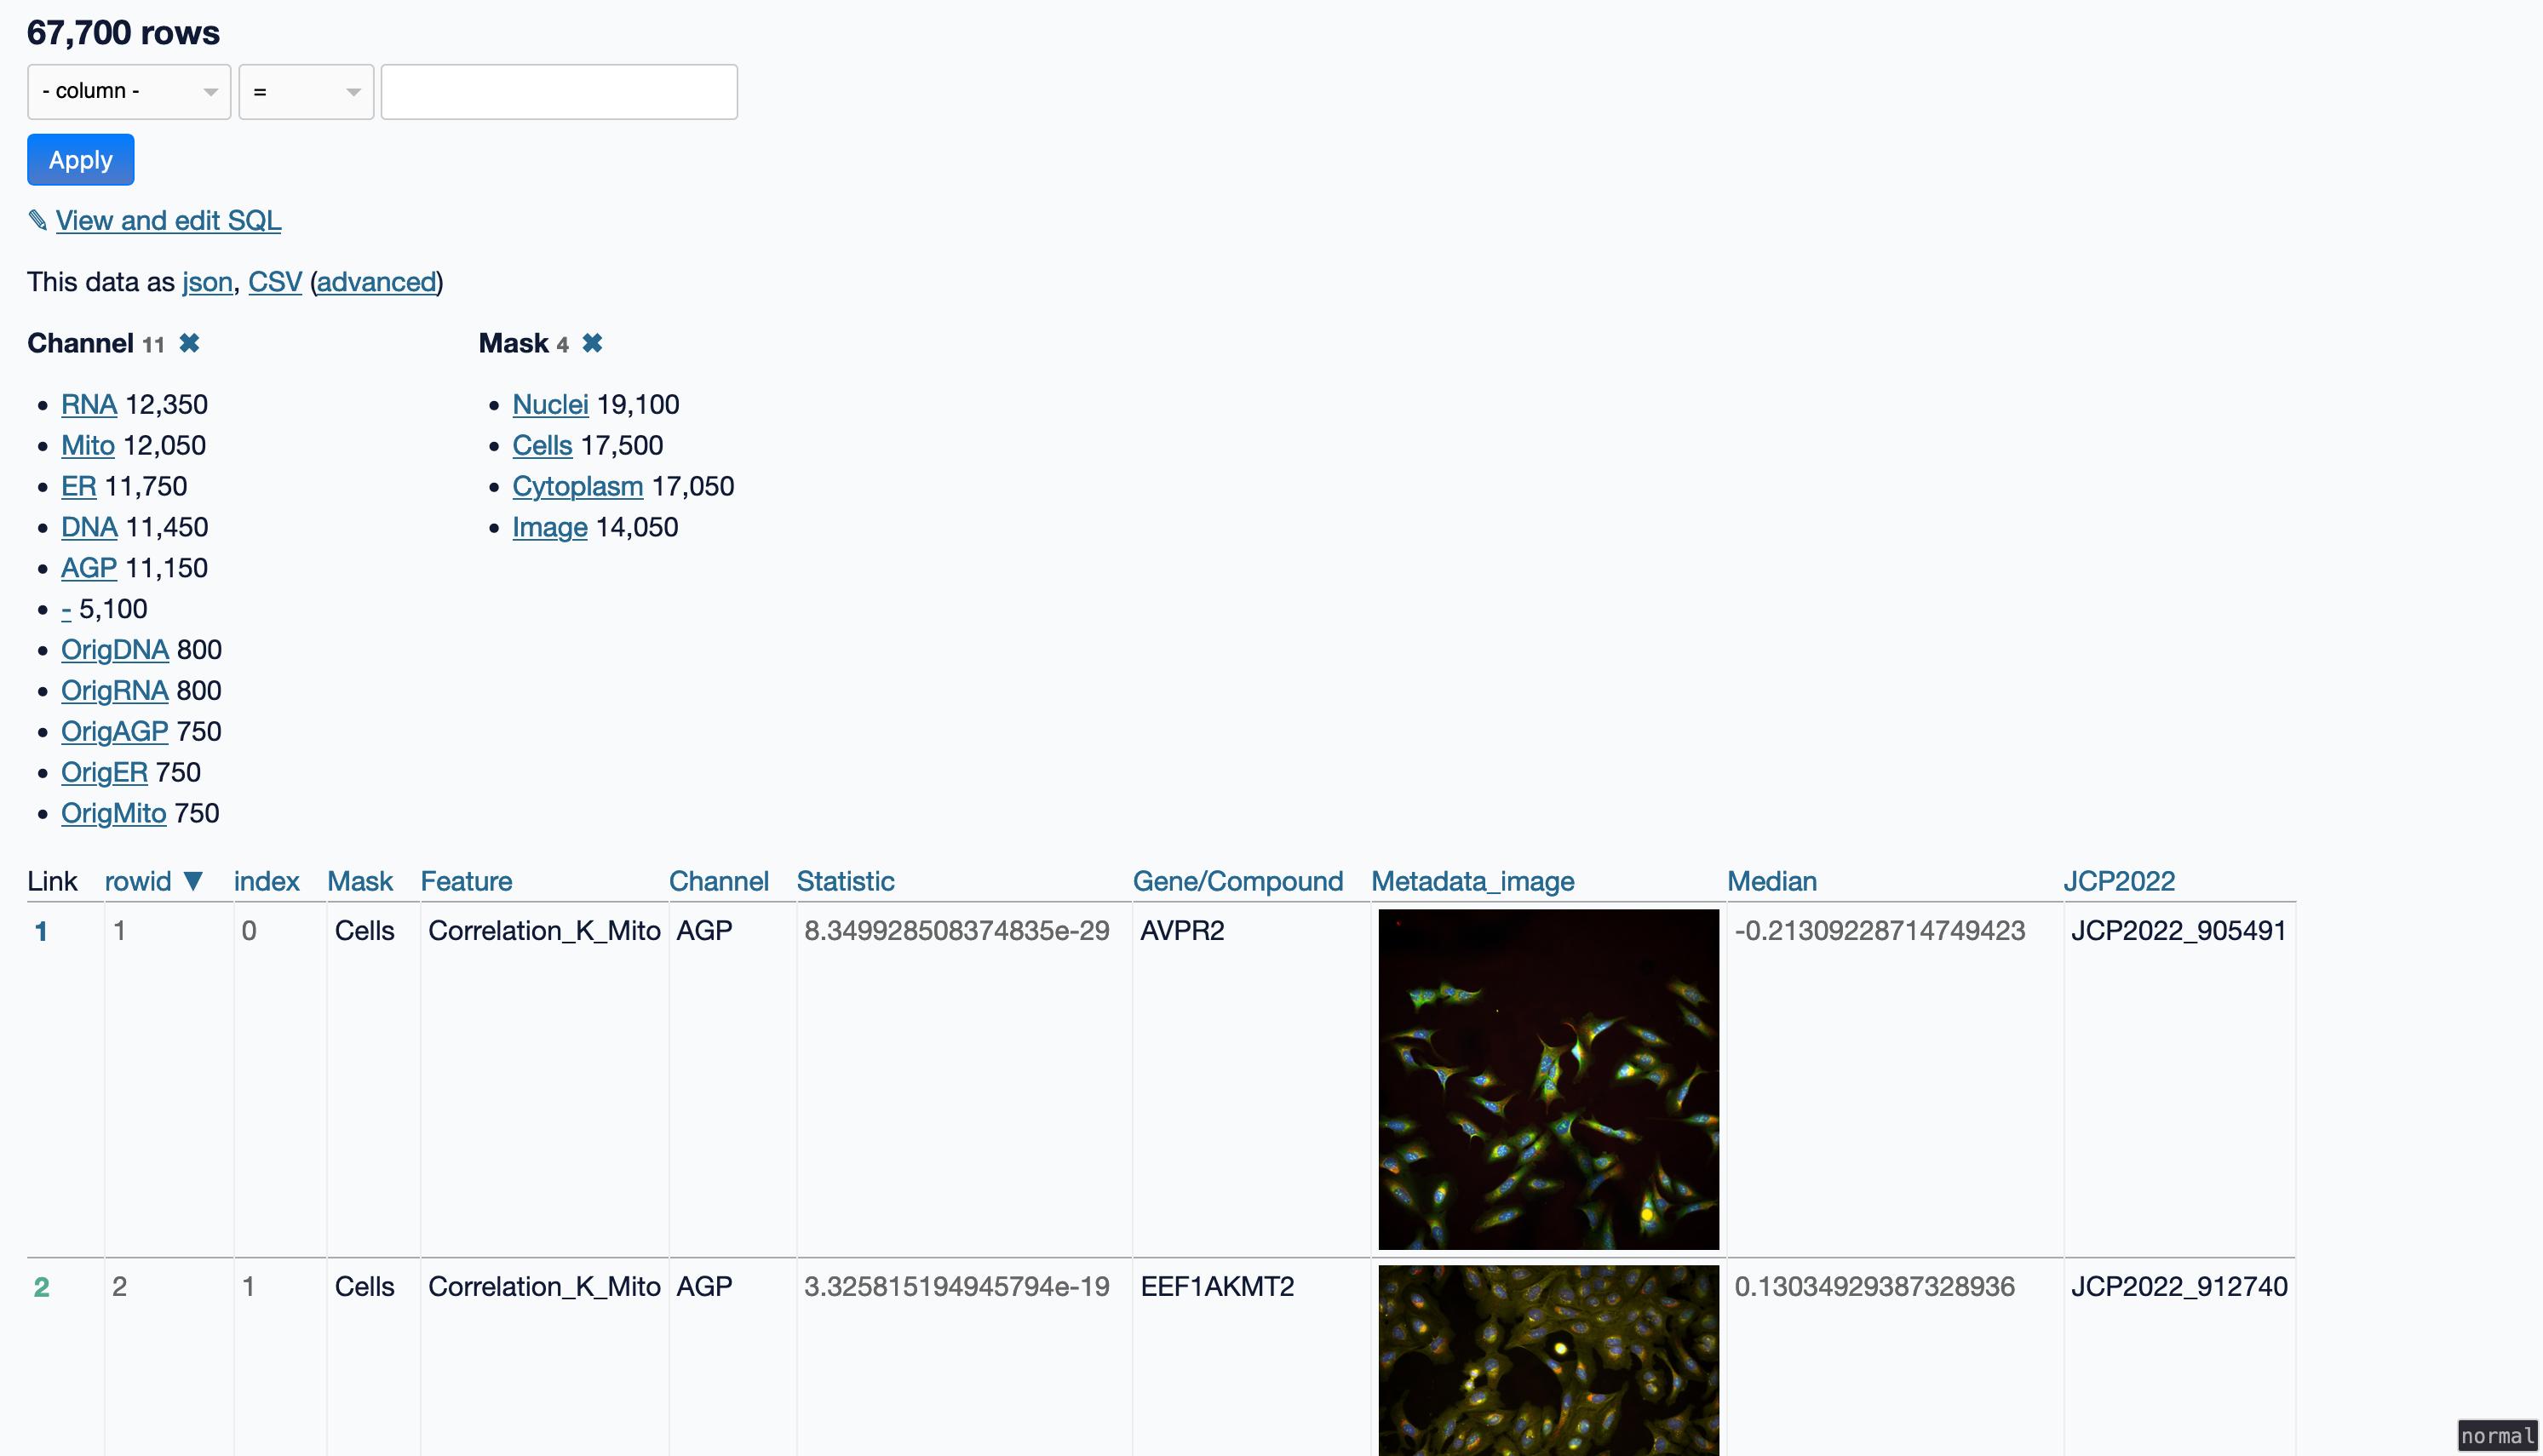 67,700 rows
- column - =
Apply
✎ View and edit SQL
This data as json, CSV (advanced)
Channel 11 ✖
RNA 12,350
Mito 12,050
ER 11,750
DNA 11,450
AGP 11,150
- 5,100
OrigDNA 800
OrigRNA 800
OrigAGP 750
OrigER 750
OrigMito 750
Mask 4 ✖
Nuclei 19,100
Cells 17,500
Cytoplasm 17,050
Image 14,050
Link rowid ▼ index Mask Feature Channel Statistic Gene/Compound Metadata_image Median JCP2022
1 1 0 Cells Correlation_K_Mito AGP 8.349928508374835e-29 AVPR2 -0.21309228714749423 JCP2022_905491
2 2 1 Cells Correlation_K_Mito AGP 3.325815194945794e-19 EEF1AKMT2 0.13034929387328936 JCP2022_912740
normal